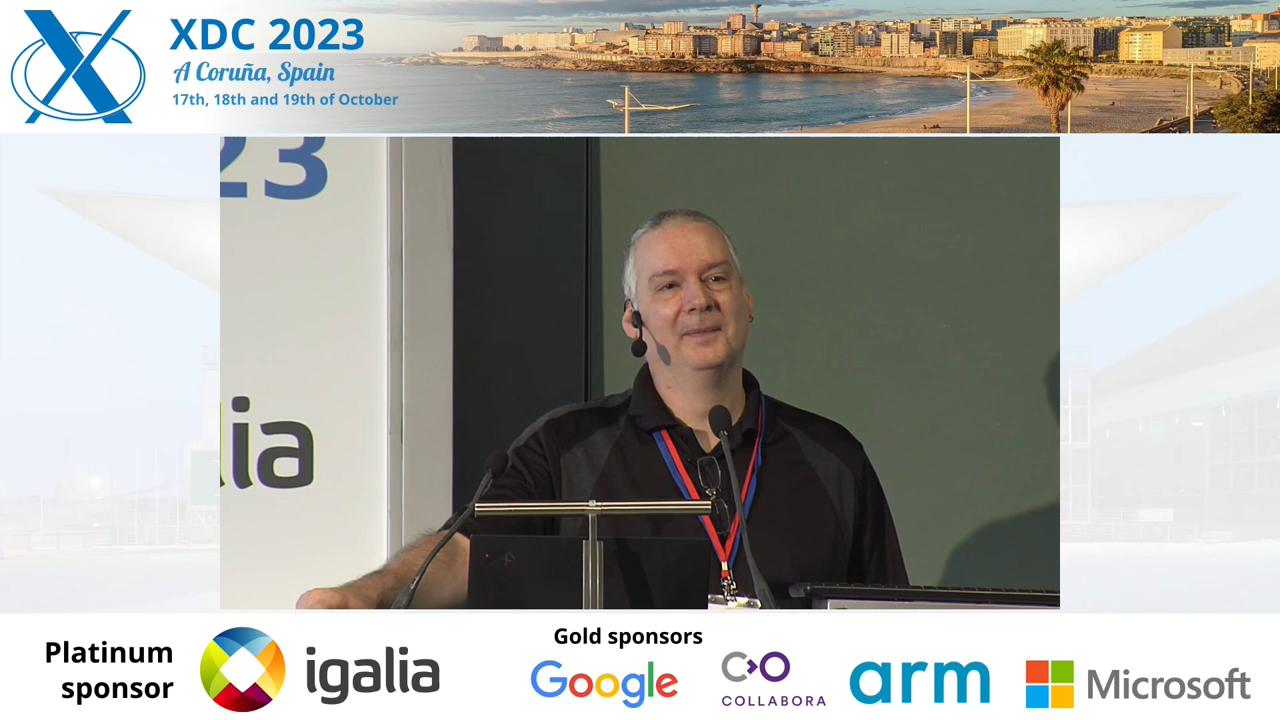 XDC 2023
A Coruña, Spain
17th, 18th and 19th of October
23
lia
Platinum
sponsor
igalia
Gold sponsors
Google
COLLABORA
arm
Microsoft